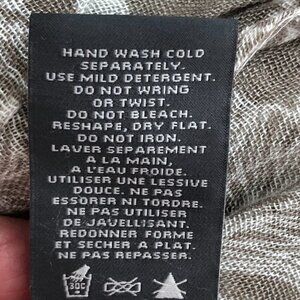 HAND WASH COLD
SEPARATELY.
USE MILD DETERGENT.
DO NOT WRING
OR TWIST.
DO NOT BLEACH.
RESHAPE, DRY FLAT.
DO NOT IRON.
LAVER SEPAREMENT
A LA MAIN,
A L'EAU FROIDE.
UTILISER UNE LESSIVE
DOUCE. NE PAS
ESSORER NI TORDRE.
NE PAS UTILISER
DE JAVELLISANT.
REDONNER FORME
ET SECHER A PLAT.
NE PAS REPASSER.
30C